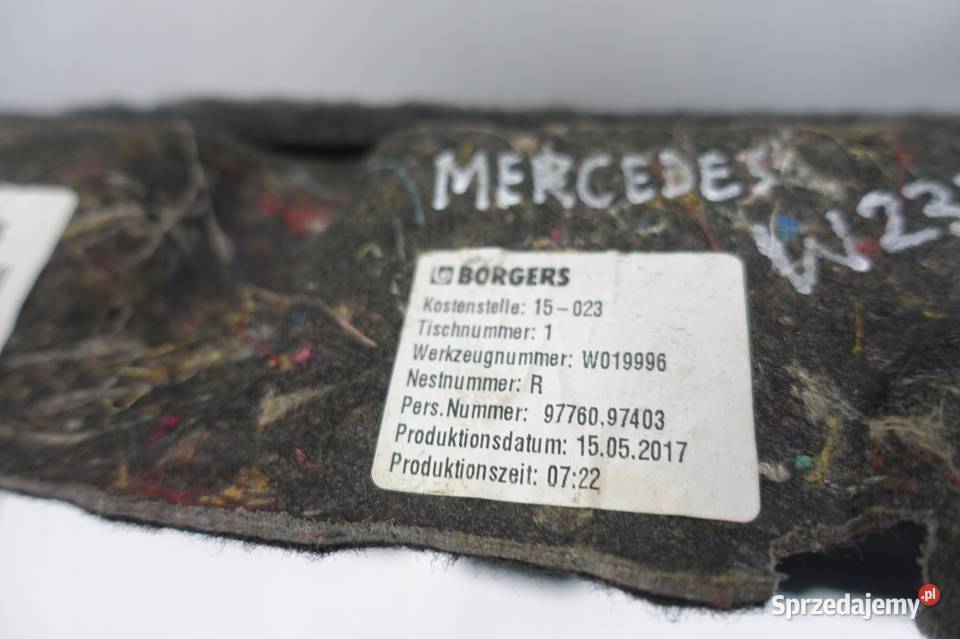 MERCEDES
W22
BORGERS
Kostenstelle: 15-023
Tischnummer: 1
Werkzeugnummer: W019996
Nestnummer: R
Pers.Nummer: 97760,97403
Produktionsdatum: 15.05.2017
Produktionszeit: 07:22
Sprzedajemy.pl